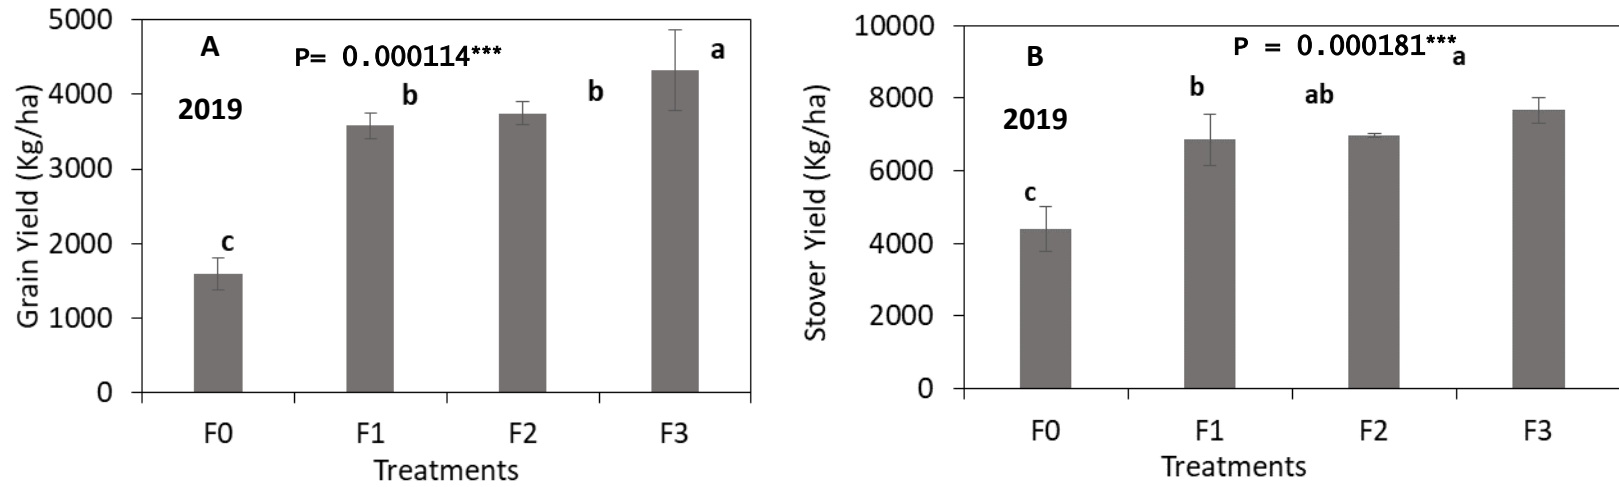 5000
A
P= 0.000114***
a
4000
b
b
2019
3000
2000
c
1000
0
Grain Yield (Kg/ha)
F0 F1 F2 F3
Treatments
10000
P = 0.000181***
a
B
8000
b
ab
2019
6000
c
4000
2000
0
Stover Yield (Kg/ha)
F0 F1 F2 F3
Treatments